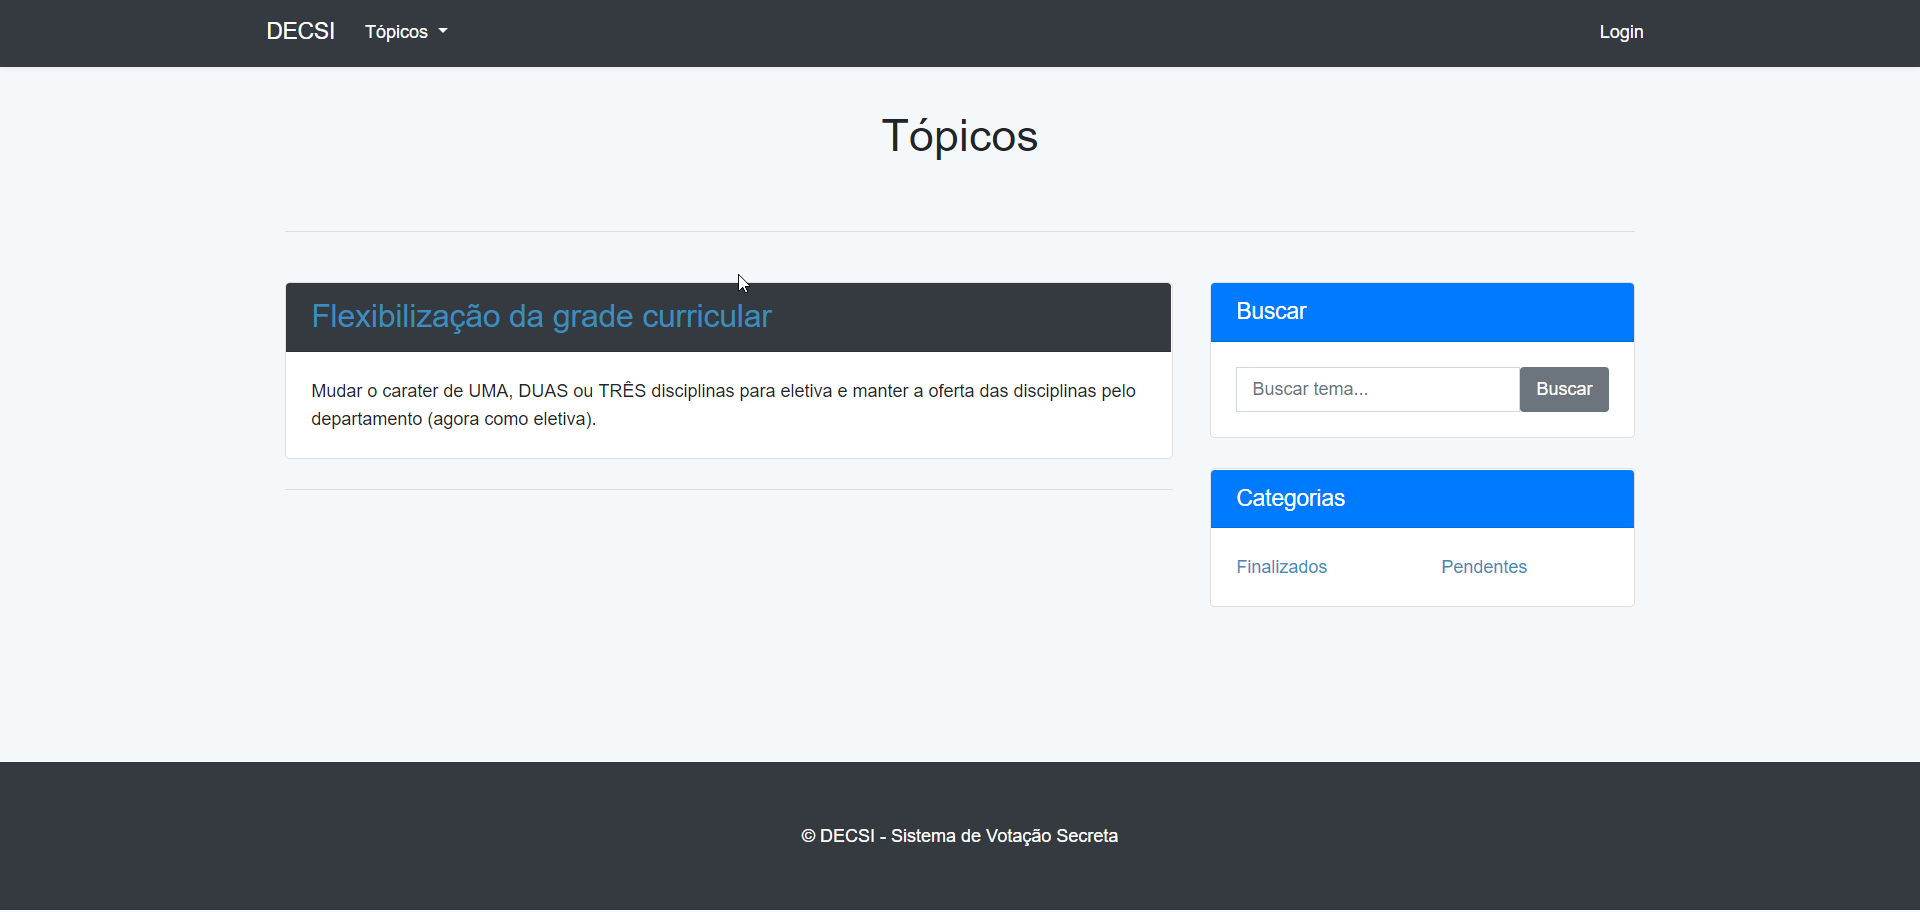 DECSI
Tópicos
Login
Tópicos
Flexibilização da grade curricular
Mudar o carater de UMA, DUAS ou TRÊS disciplinas para eletiva e manter a oferta das disciplinas pelo
departamento (agora como eletiva).
Buscar
Buscar tema...
Buscar
Categorias
Finalizados
Pendentes
© DECSI - Sistema de Votação Secreta